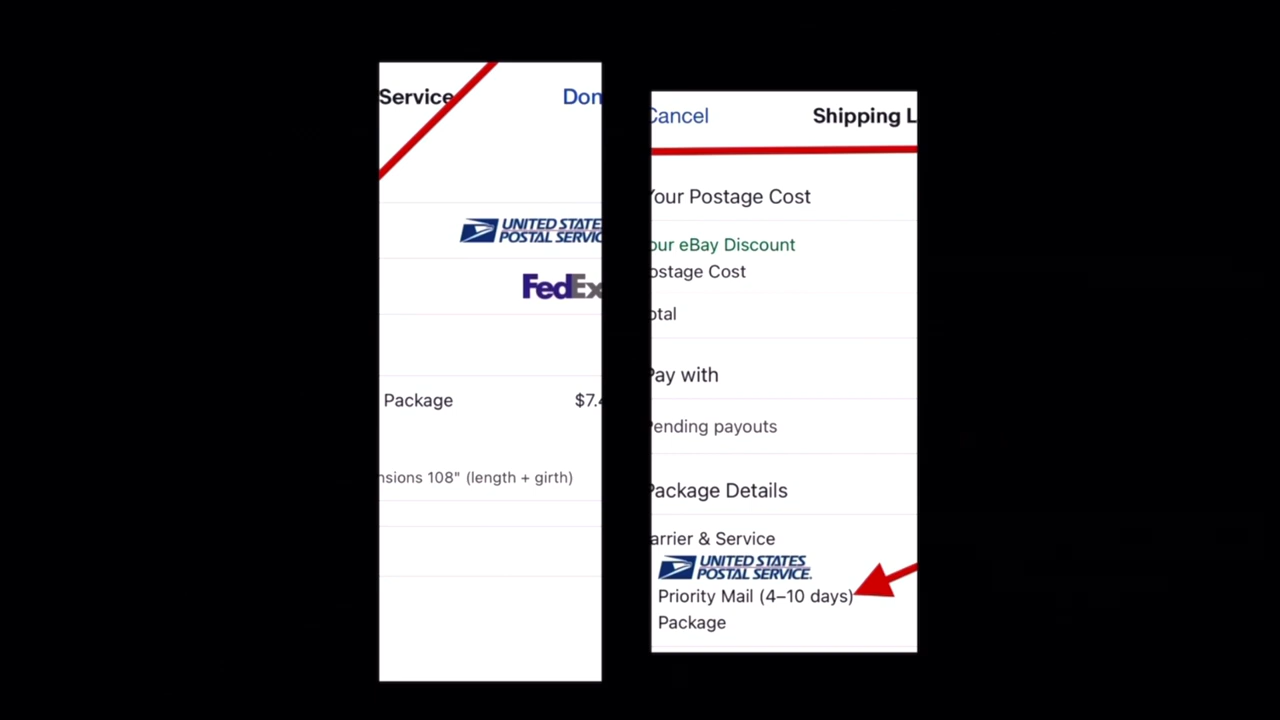 Service
Don
UNITED STATE
POSTAL SERVIC
FedEx
Package
$7.4
nsions 108" (length + girth)
Cancel
Shipping L
Your Postage Cost
our eBay Discount
ostage Cost
otal
Pay with
Pending payouts
Package Details
arrier & Service
UNITED STATES
POSTAL SERVICE.
Priority Mail (4–10 days)
Package